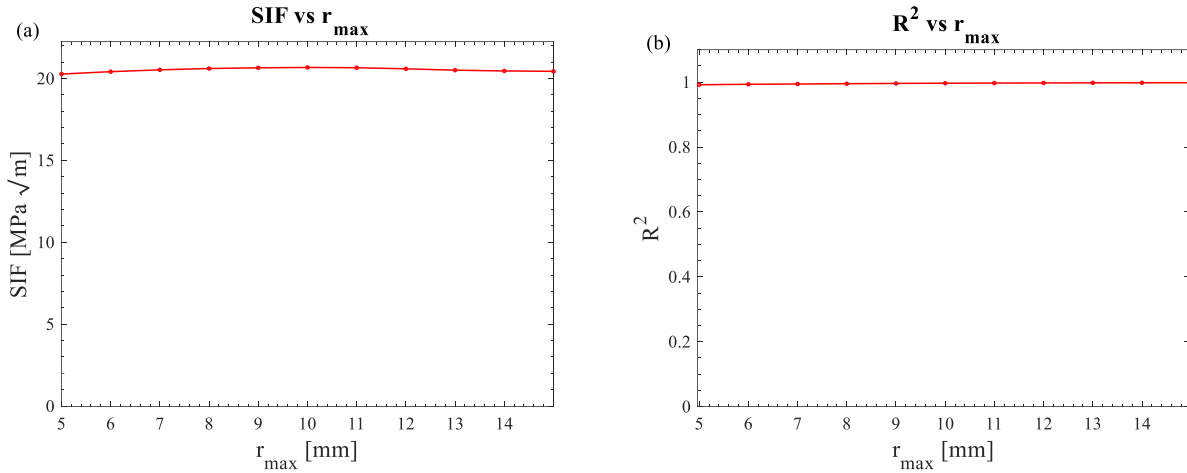 (a)
SIF vs r_max
20
15
10
5
0
SIF [MPa √m]
5 6 7 8 9 10 11 12 13 14
r_max [mm]
(b)
R² vs r_max
1
0.8
0.6
0.4
0.2
0
R²
5 6 7 8 9 10 11 12 13 14
r_max [mm]